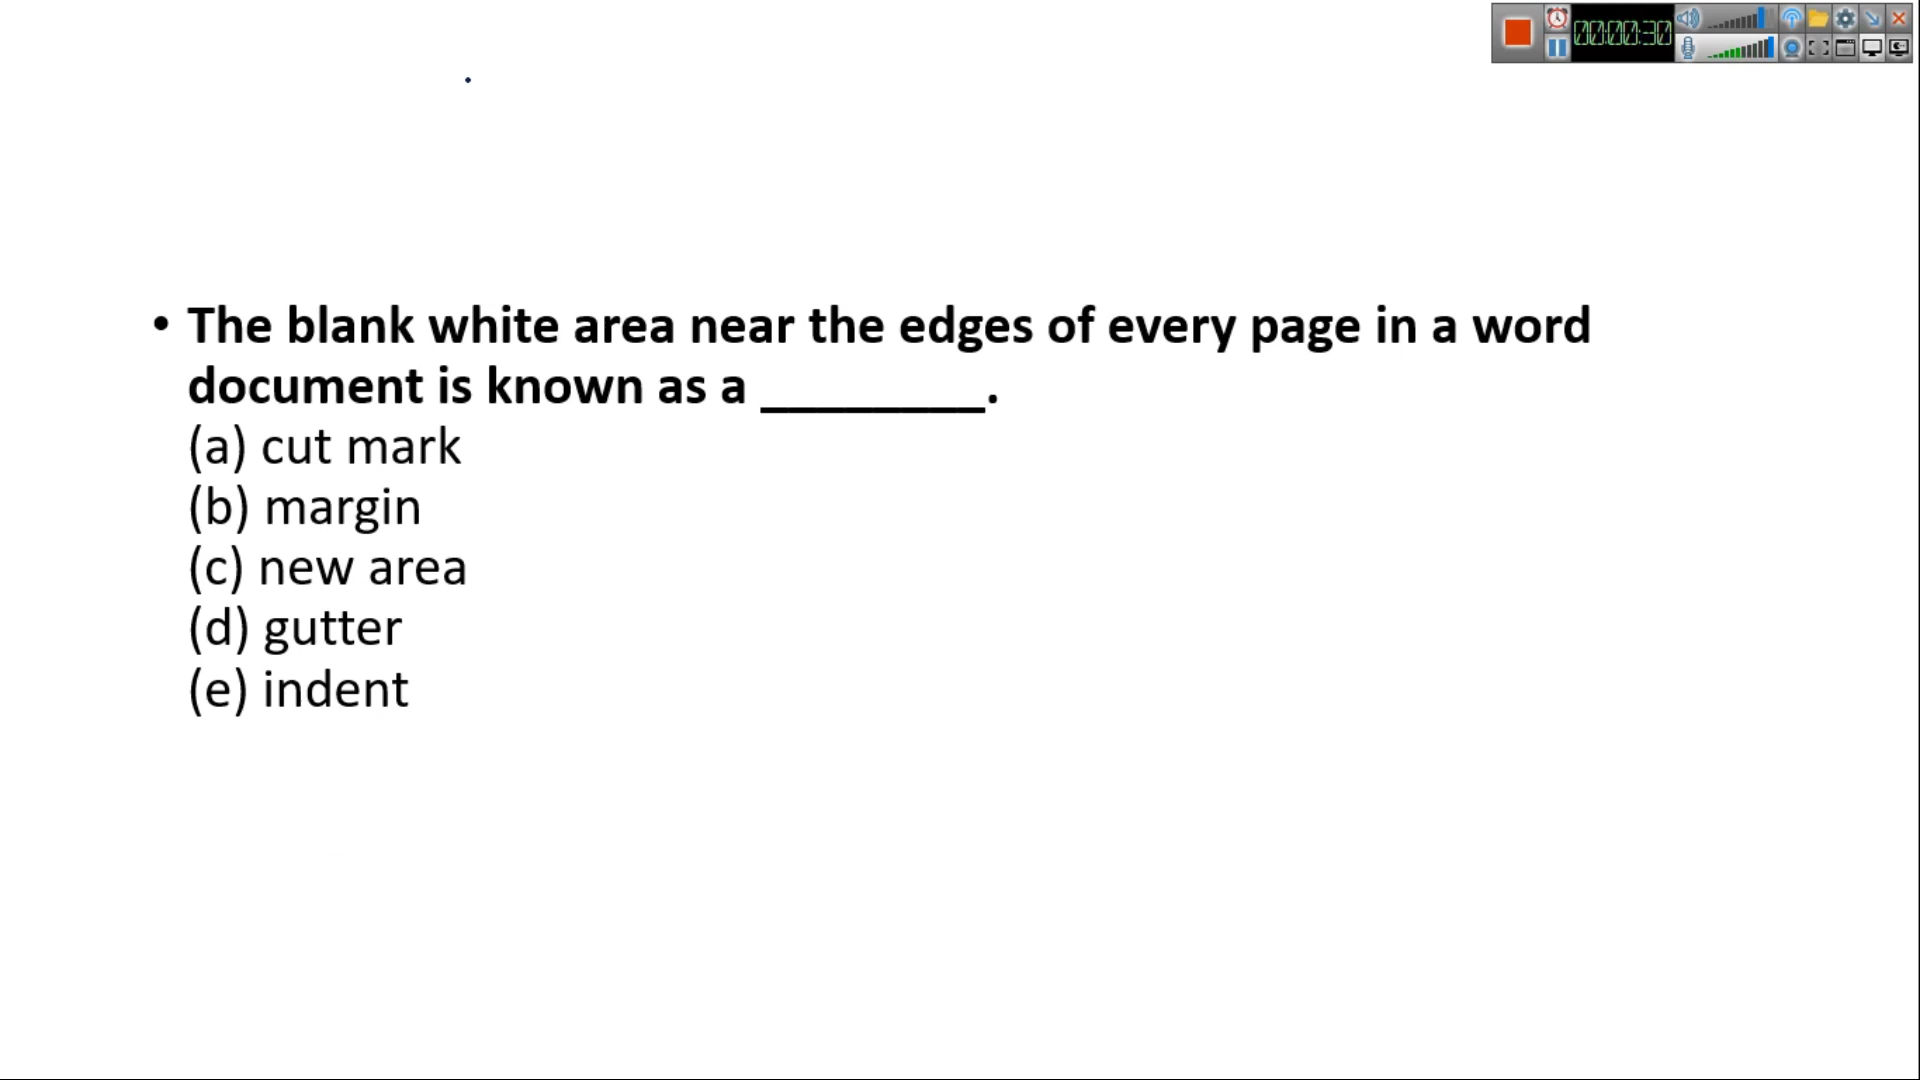 00:00:30
• The blank white area near the edges of every page in a word
document is known as a ________.
(a) cut mark
(b) margin
(c) new area
(d) gutter
(e) indent